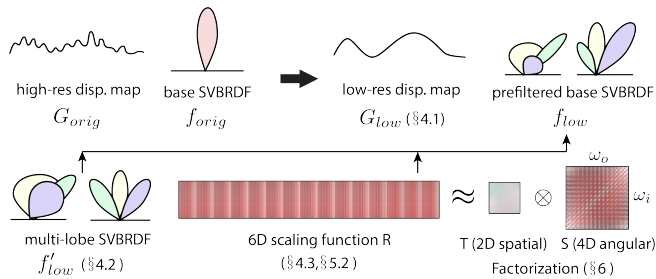 high-res disp. map
base SVBRDF
low-res disp. map
prefiltered base SVBRDF
G_orig
f_orig
G_low (§4.1)
f_low
ω_o
≈
⊗
ω_i
multi-lobe SVBRDF
6D scaling function R
T (2D spatial)
S (4D angular)
f'_low (§4.2)
(§4.3,§5.2)
Factorization (§6)